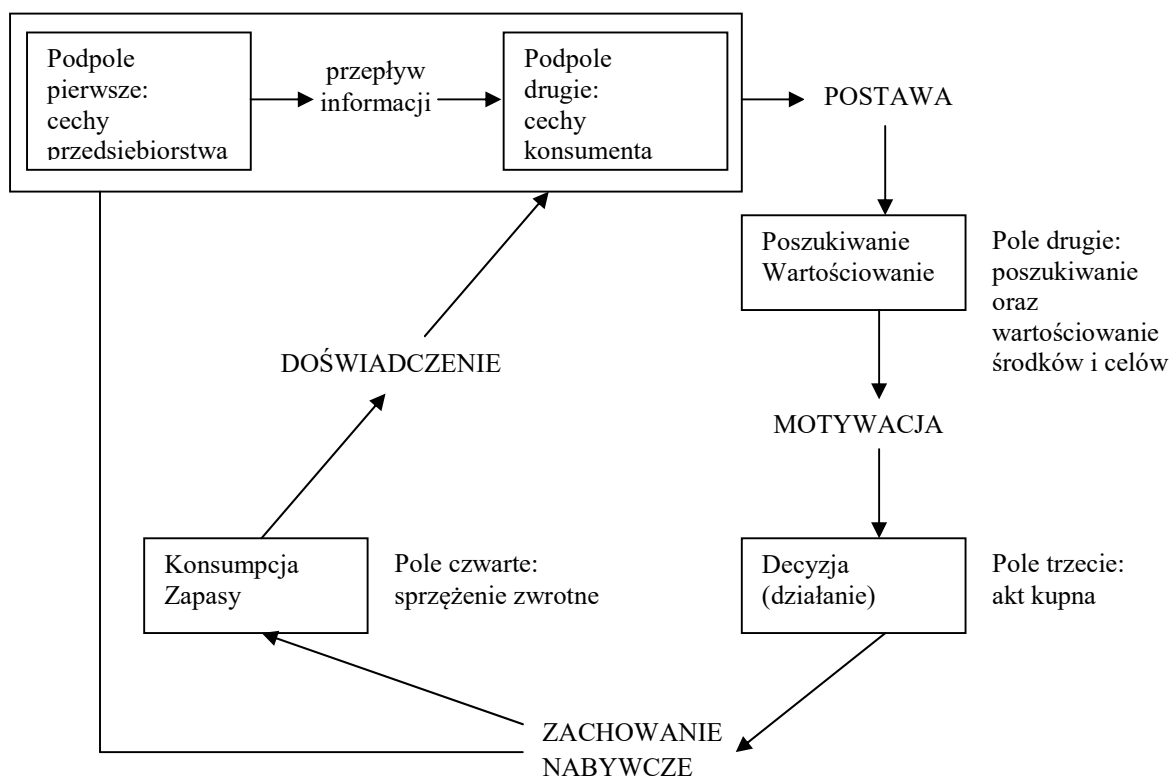 Podpole
pierwsze:
cechy
przedsiebiorstwa
przepływ
informacji
Podpole
drugie:
cechy
konsumenta
POSTAWA
Poszukiwanie
Wartościowanie
Pole drugie:
poszukiwanie
oraz
wartościowanie
środków i celów
DOŚWIADCZENIE
MOTYWACJA
Konsumpcja
Zapasy
Pole czwarte:
sprzężenie zwrotne
Decyzja
(działanie)
Pole trzecie:
akt kupna
ZACHOWANIE
NABYWCZE